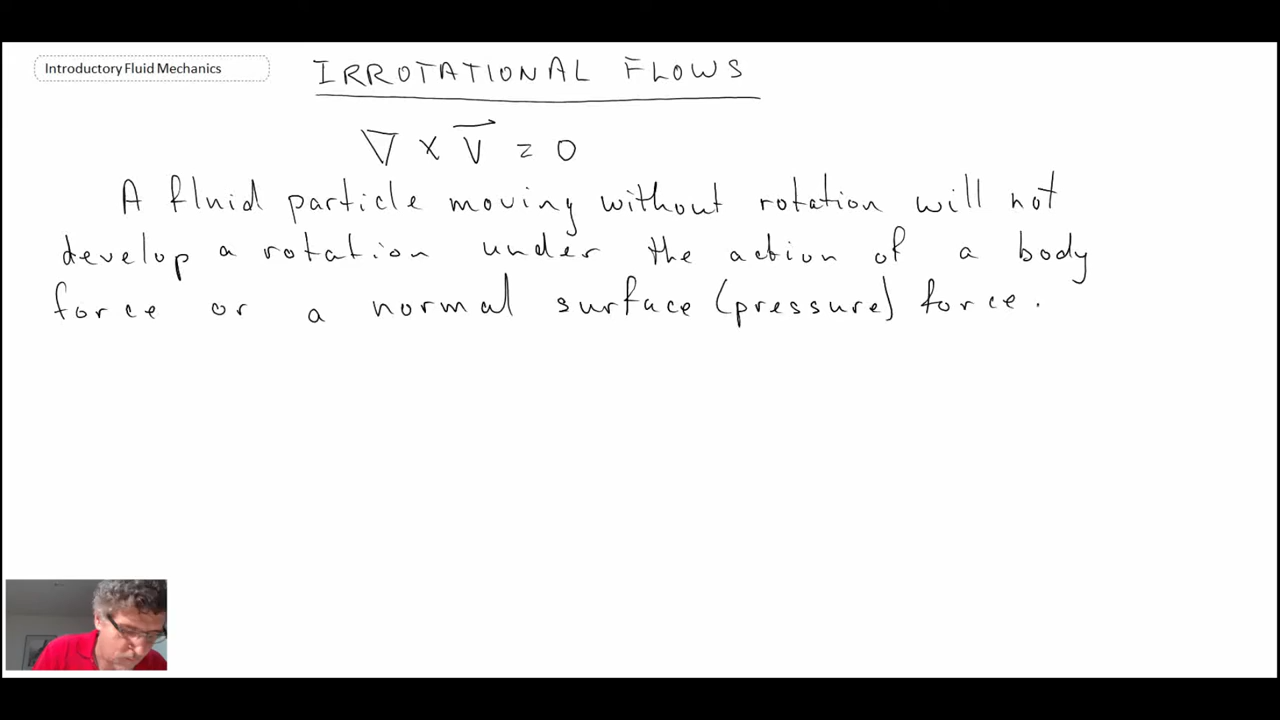 Introductory Fluid Mechanics
IRROTATIONAL FLOWS
∇ × V⃗ = 0
A fluid particle moving without rotation will not
develop a rotation under the action of a body
force or a normal surface (pressure) force.